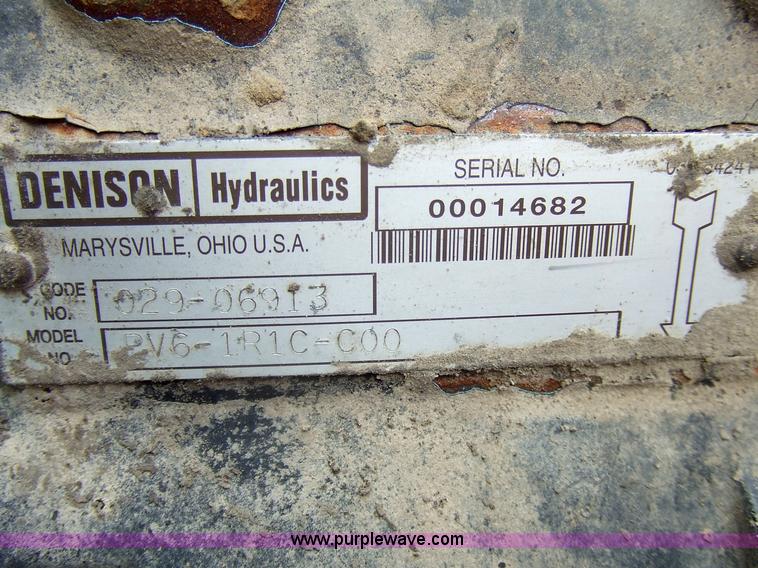 DENISON Hydraulics
SERIAL NO.
00014682
MARYSVILLE, OHIO U.S.A.
CODE NO. 029-06913
MODEL NO PV6-1R1C-C00
www.purplewave.com